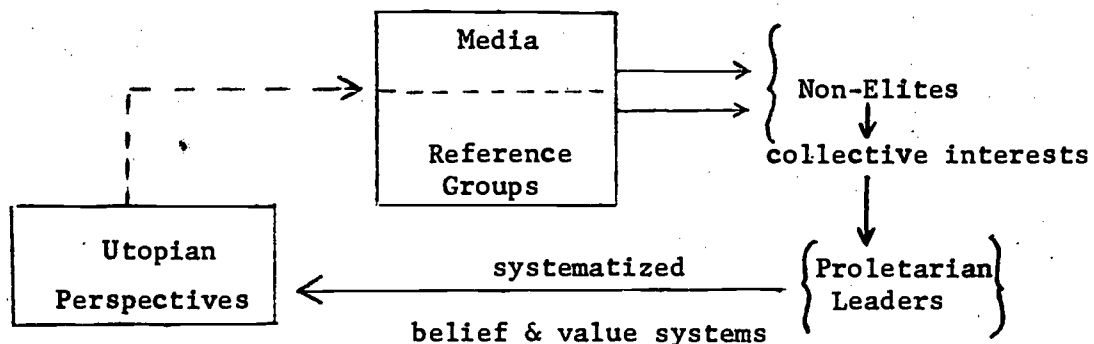 Media
Reference
Groups
Non-Elites
collective interests
Proletarian
Leaders
systematized
belief & value systems
Utopian
Perspectives